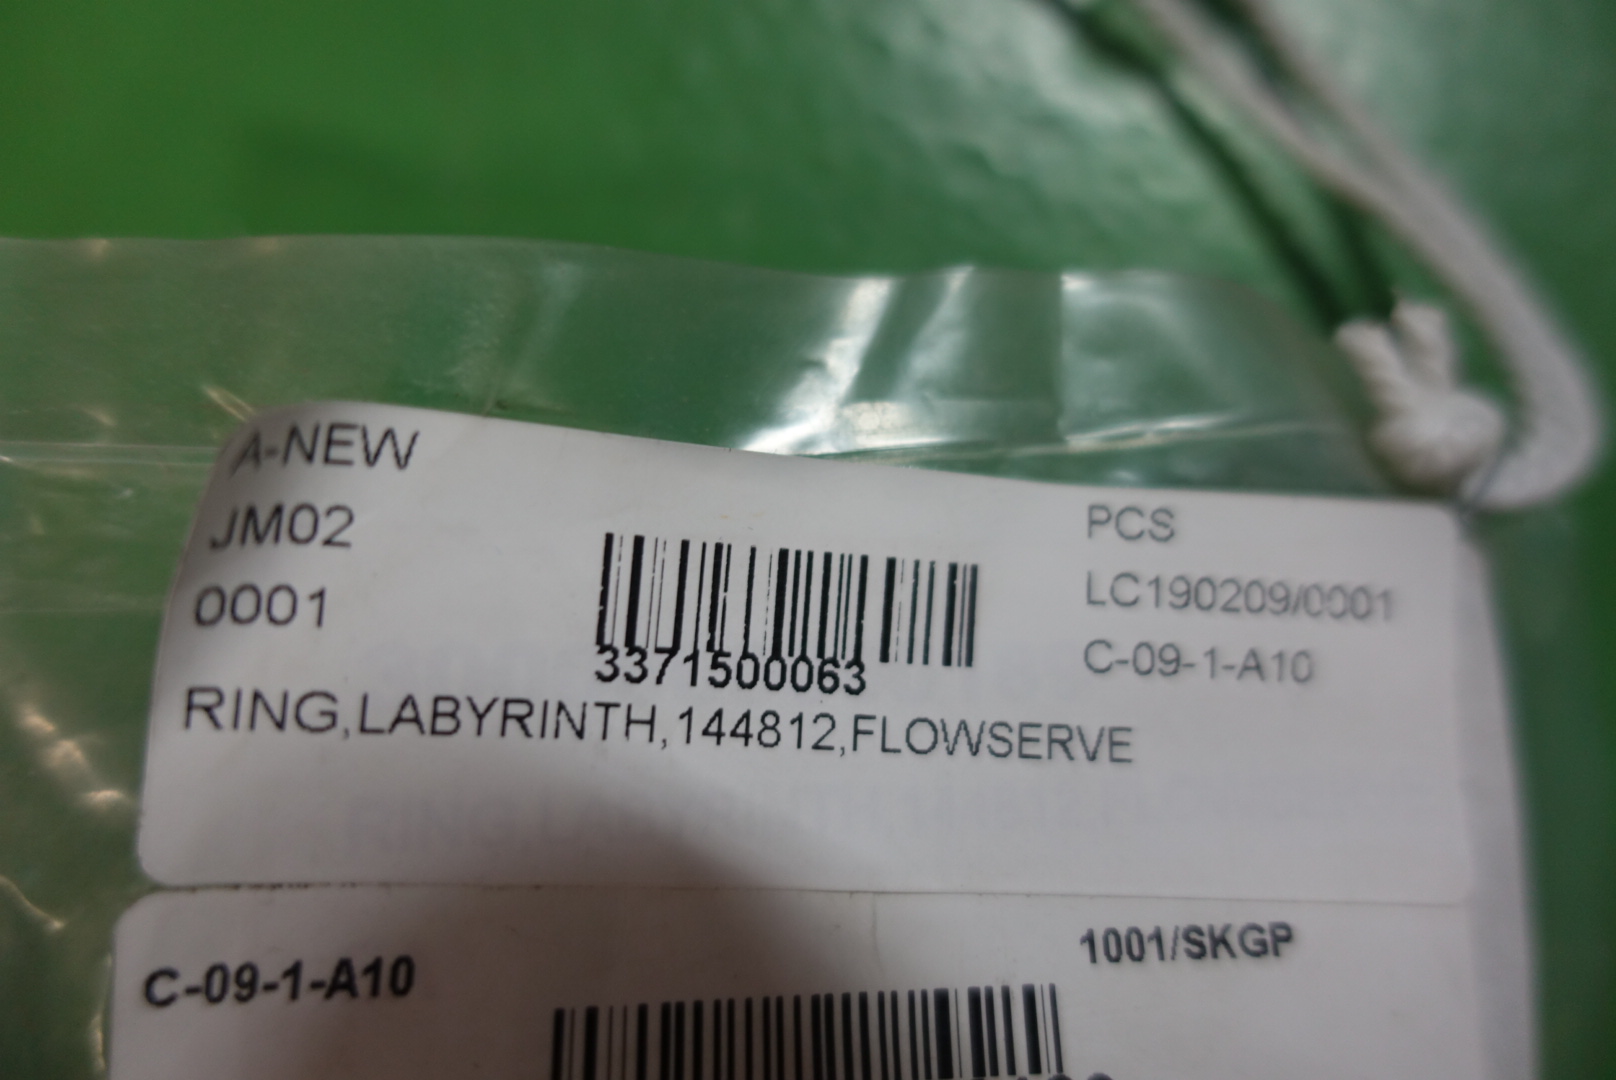 A-NEW
JM02
0001
PCS
LC190209/0001
C-09-1-A10
3371500063
RING,LABYRINTH,144812,FLOWSERVE
C-09-1-A10
1001/SKGP